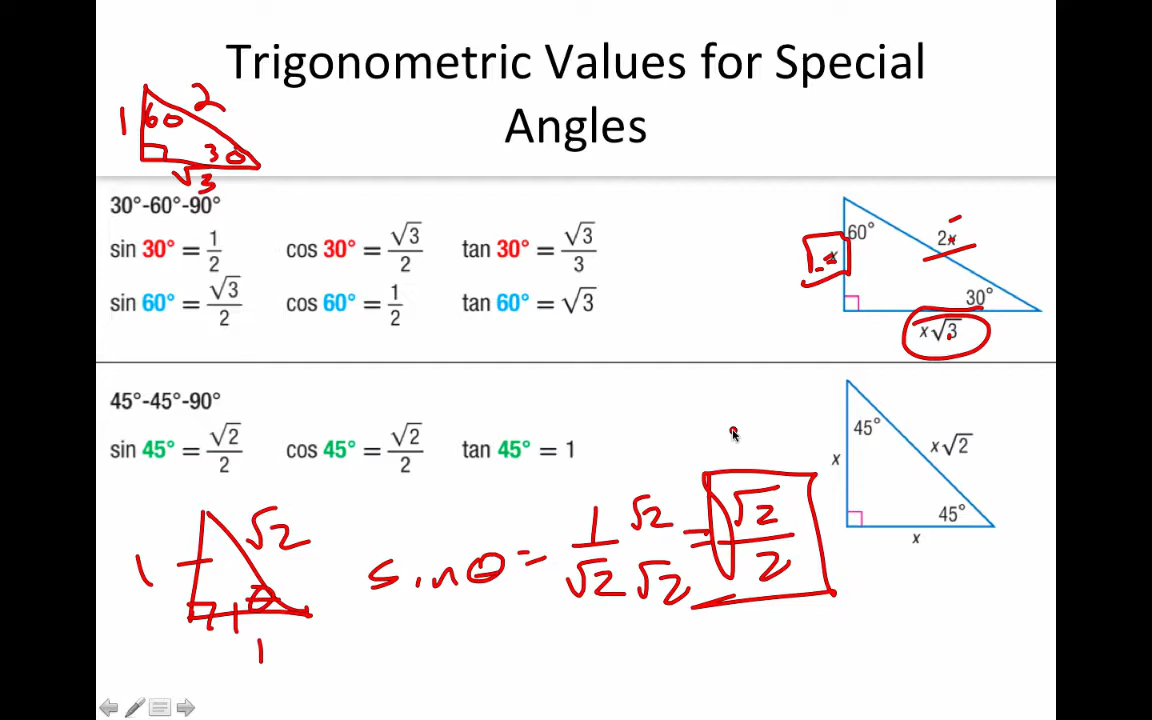 Trigonometric Values for Special
Angles
1 60 2
30
√3
30°-60°-90°
sin 30° = 1/2 cos 30° = √3/2 tan 30° = √3/3
sin 60° = √3/2 cos 60° = 1/2 tan 60° = √3
60° 2x
30°
x√3
45°-45°-90°
sin 45° = √2/2 cos 45° = √2/2 tan 45° = 1
45°
x x√2
45°
x
1 √2
θ
1
sinθ = 1/√2 √2/√2 = √2/2